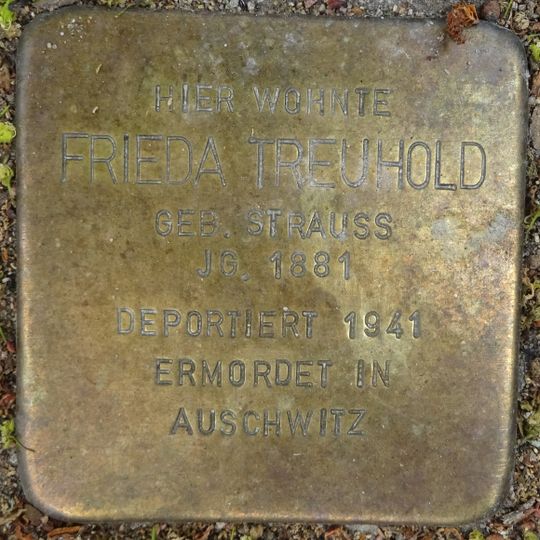 HIER WOHNTE
FRIEDA TREUHOLD
GEB. STRAUSS
JG. 1881
DEPORTIERT 1941
ERMORDET IN
AUSCHWITZ